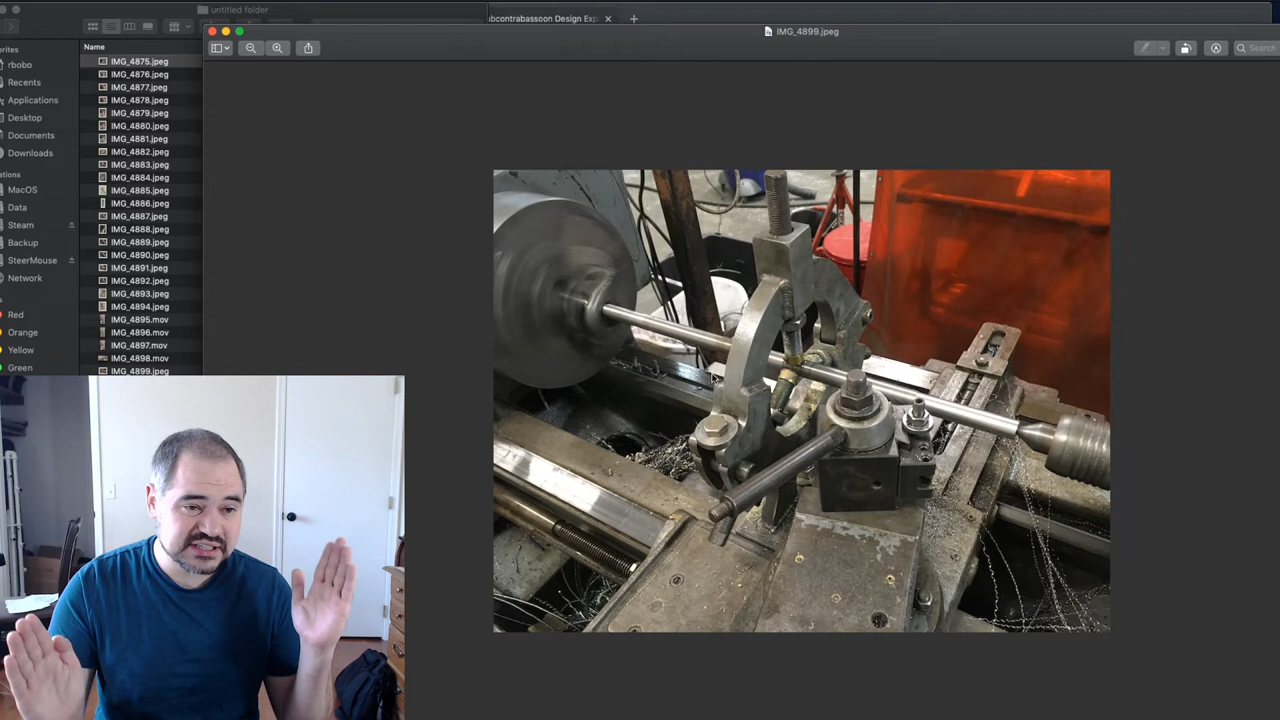 untitled folder
bcontrabassoon Design Exp
IMG_4899.jpeg
Search
Name
orites
rbobo
Recents
Applications
Desktop
Documents
Downloads
ations
MacOS
Data
Steam
Backup
SteerMouse
Network
s
Red
Orange
Yellow
Green
IMG_4875.jpeg
IMG_4876.jpeg
IMG_4877.jpeg
IMG_4878.jpeg
IMG_4879.jpeg
IMG_4880.jpeg
IMG_4881.jpeg
IMG_4882.jpeg
IMG_4883.jpeg
IMG_4884.jpeg
IMG_4885.jpeg
IMG_4886.jpeg
IMG_4887.jpeg
IMG_4888.jpeg
IMG_4889.jpeg
IMG_4890.jpeg
IMG_4891.jpeg
IMG_4892.jpeg
IMG_4893.jpeg
IMG_4894.jpeg
IMG_4895.mov
IMG_4896.mov
IMG_4897.mov
IMG_4898.mov
IMG_4899.jpeg